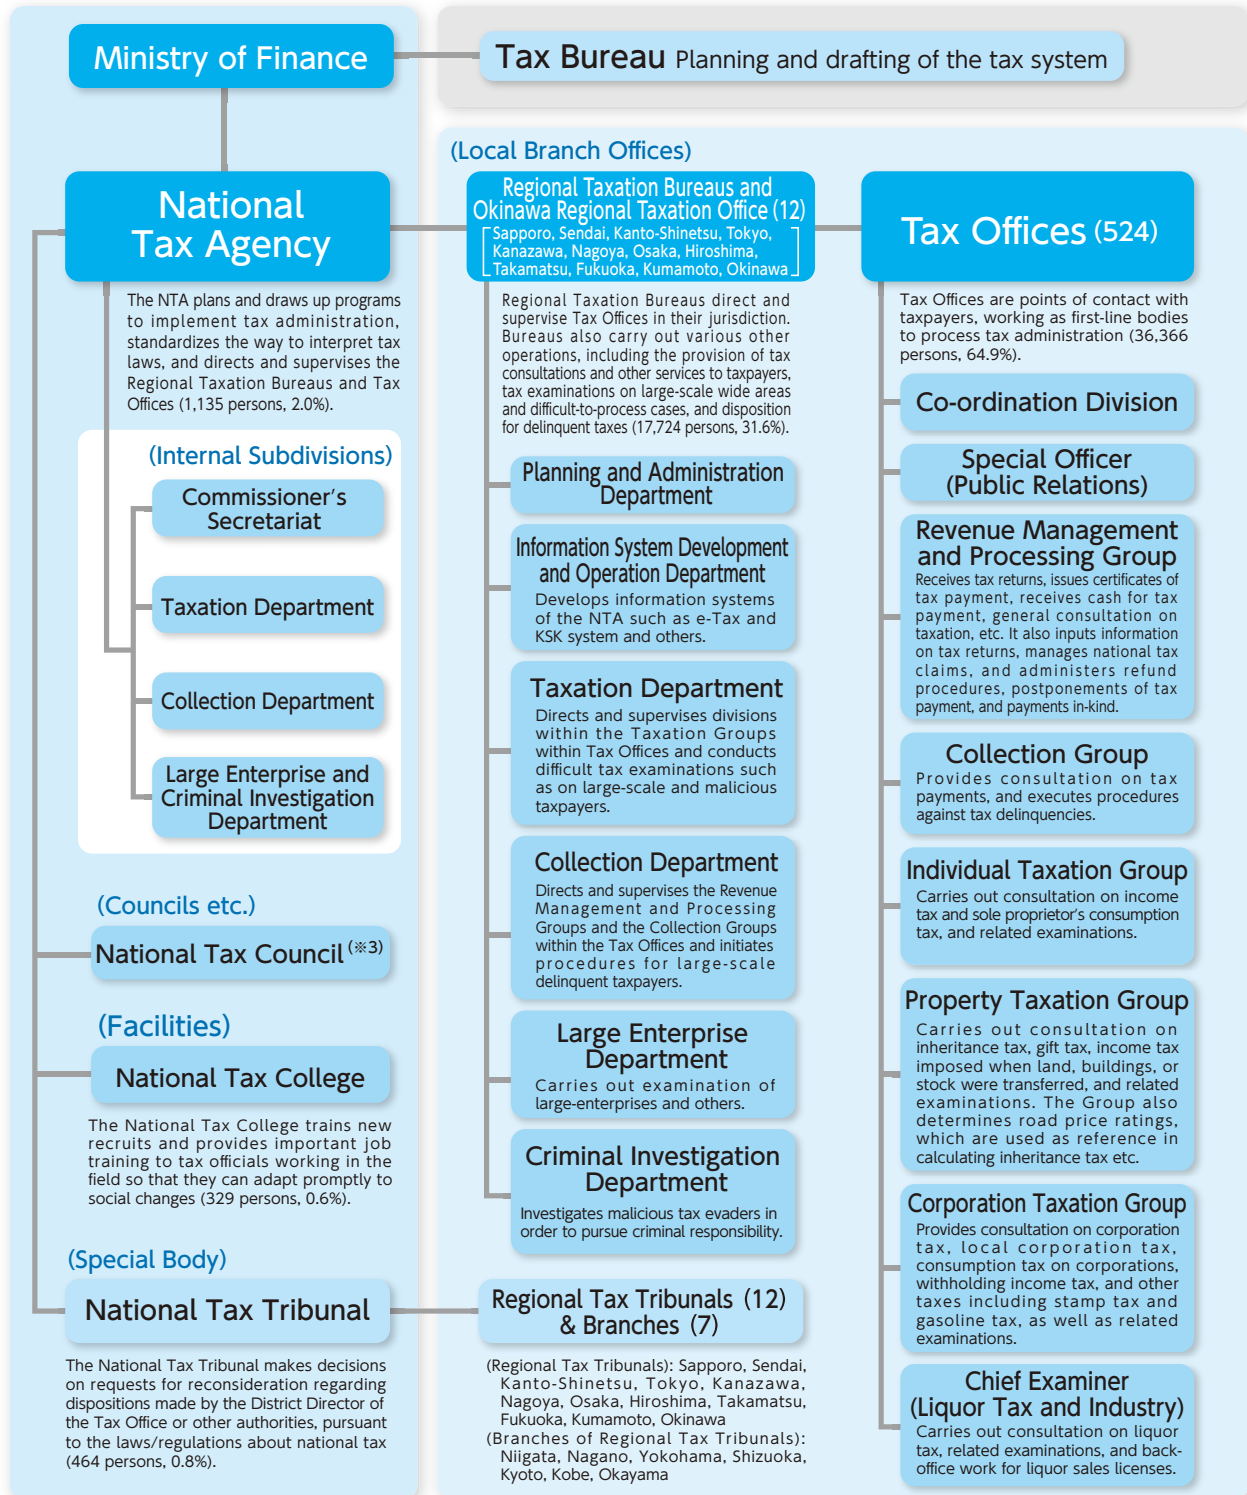 Ministry of Finance
Tax Bureau Planning and drafting of the tax system
National
Tax Agency
The NTA plans and draws up programs
to implement tax administration,
standardizes the way to interpret tax
laws, and directs and supervises the
Regional Taxation Bureaus and Tax
Offices (1,135 persons, 2.0%).
(Internal Subdivisions)
Commissioner's
Secretariat
Taxation Department
Collection Department
Large Enterprise and
Criminal Investigation
Department
(Councils etc.)
National Tax Council (※3)
(Facilities)
National Tax College
The National Tax College trains new
recruits and provides important job
training to tax officials working in the
field so that they can adapt promptly to
social changes (329 persons, 0.6%).
(Special Body)
National Tax Tribunal
The National Tax Tribunal makes decisions
on requests for reconsideration regarding
dispositions made by the District Director of
the Tax Office or other authorities, pursuant
to the laws/regulations about national tax
(464 persons, 0.8%).
(Local Branch Offices)
Regional Taxation Bureaus and
Okinawa Regional Taxation Office (12)
[Sapporo, Sendai, Kanto-Shinetsu, Tokyo,
Kanazawa, Nagoya, Osaka, Hiroshima,
Takamatsu, Fukuoka, Kumamoto, Okinawa]
Regional Taxation Bureaus direct and
supervise Tax Offices in their jurisdiction.
Bureaus also carry out various other
operations, including the provision of tax
consultations and other services to taxpayers,
tax examinations on large-scale wide areas
and difficult-to-process cases, and disposition
for delinquent taxes (17,724 persons, 31.6%).
Planning and Administration
Department
Information System Development
and Operation Department
Develops information systems
of the NTA such as e-Tax and
KSK system and others.
Taxation Department
Directs and supervises divisions
within the Taxation Groups
within Tax Offices and conducts
difficult tax examinations such
as on large-scale and malicious
taxpayers.
Collection Department
Directs and supervises the Revenue
Management and Processing
Groups and the Collection Groups
within the Tax Offices and initiates
procedures for large-scale
delinquent taxpayers.
Large Enterprise
Department
Carries out examination of
large-enterprises and others.
Criminal Investigation
Department
Investigates malicious tax evaders in
order to pursue criminal responsibility.
Regional Tax Tribunals (12)
& Branches (7)
(Regional Tax Tribunals): Sapporo, Sendai,
Kanto-Shinetsu, Tokyo, Kanazawa,
Nagoya, Osaka, Hiroshima, Takamatsu,
Fukuoka, Kumamoto, Okinawa
(Branches of Regional Tax Tribunals):
Niigata, Nagano, Yokohama, Shizuoka,
Kyoto, Kobe, Okayama
Tax Offices (524)
Tax Offices are points of contact with
taxpayers, working as first-line bodies
to process tax administration (36,366
persons, 64.9%).
Co-ordination Division
Special Officer
(Public Relations)
Revenue Management
and Processing Group
Receives tax returns, issues certificates of
tax payment, receives cash for tax
payment, general consultation on
taxation, etc. It also inputs information
on tax returns, manages national tax
claims, and administers refund
procedures, postponements of tax
payment, and payments in-kind.
Collection Group
Provides consultation on tax
payments, and executes procedures
against tax delinquencies.
Individual Taxation Group
Carries out consultation on income
tax and sole proprietor's consumption
tax, and related examinations.
Property Taxation Group
Carries out consultation on
inheritance tax, gift tax, income tax
imposed when land, buildings, or
stock were transferred, and related
examinations. The Group also
determines road price ratings,
which are used as reference in
calculating inheritance tax etc.
Corporation Taxation Group
Provides consultation on corporation
tax, local corporation tax,
consumption tax on corporations,
withholding income tax, and other
taxes including stamp tax and
gasoline tax, as well as related
examinations.
Chief Examiner
(Liquor Tax and Industry)
Carries out consultation on liquor
tax, related examinations, and back-
office work for liquor sales licenses.